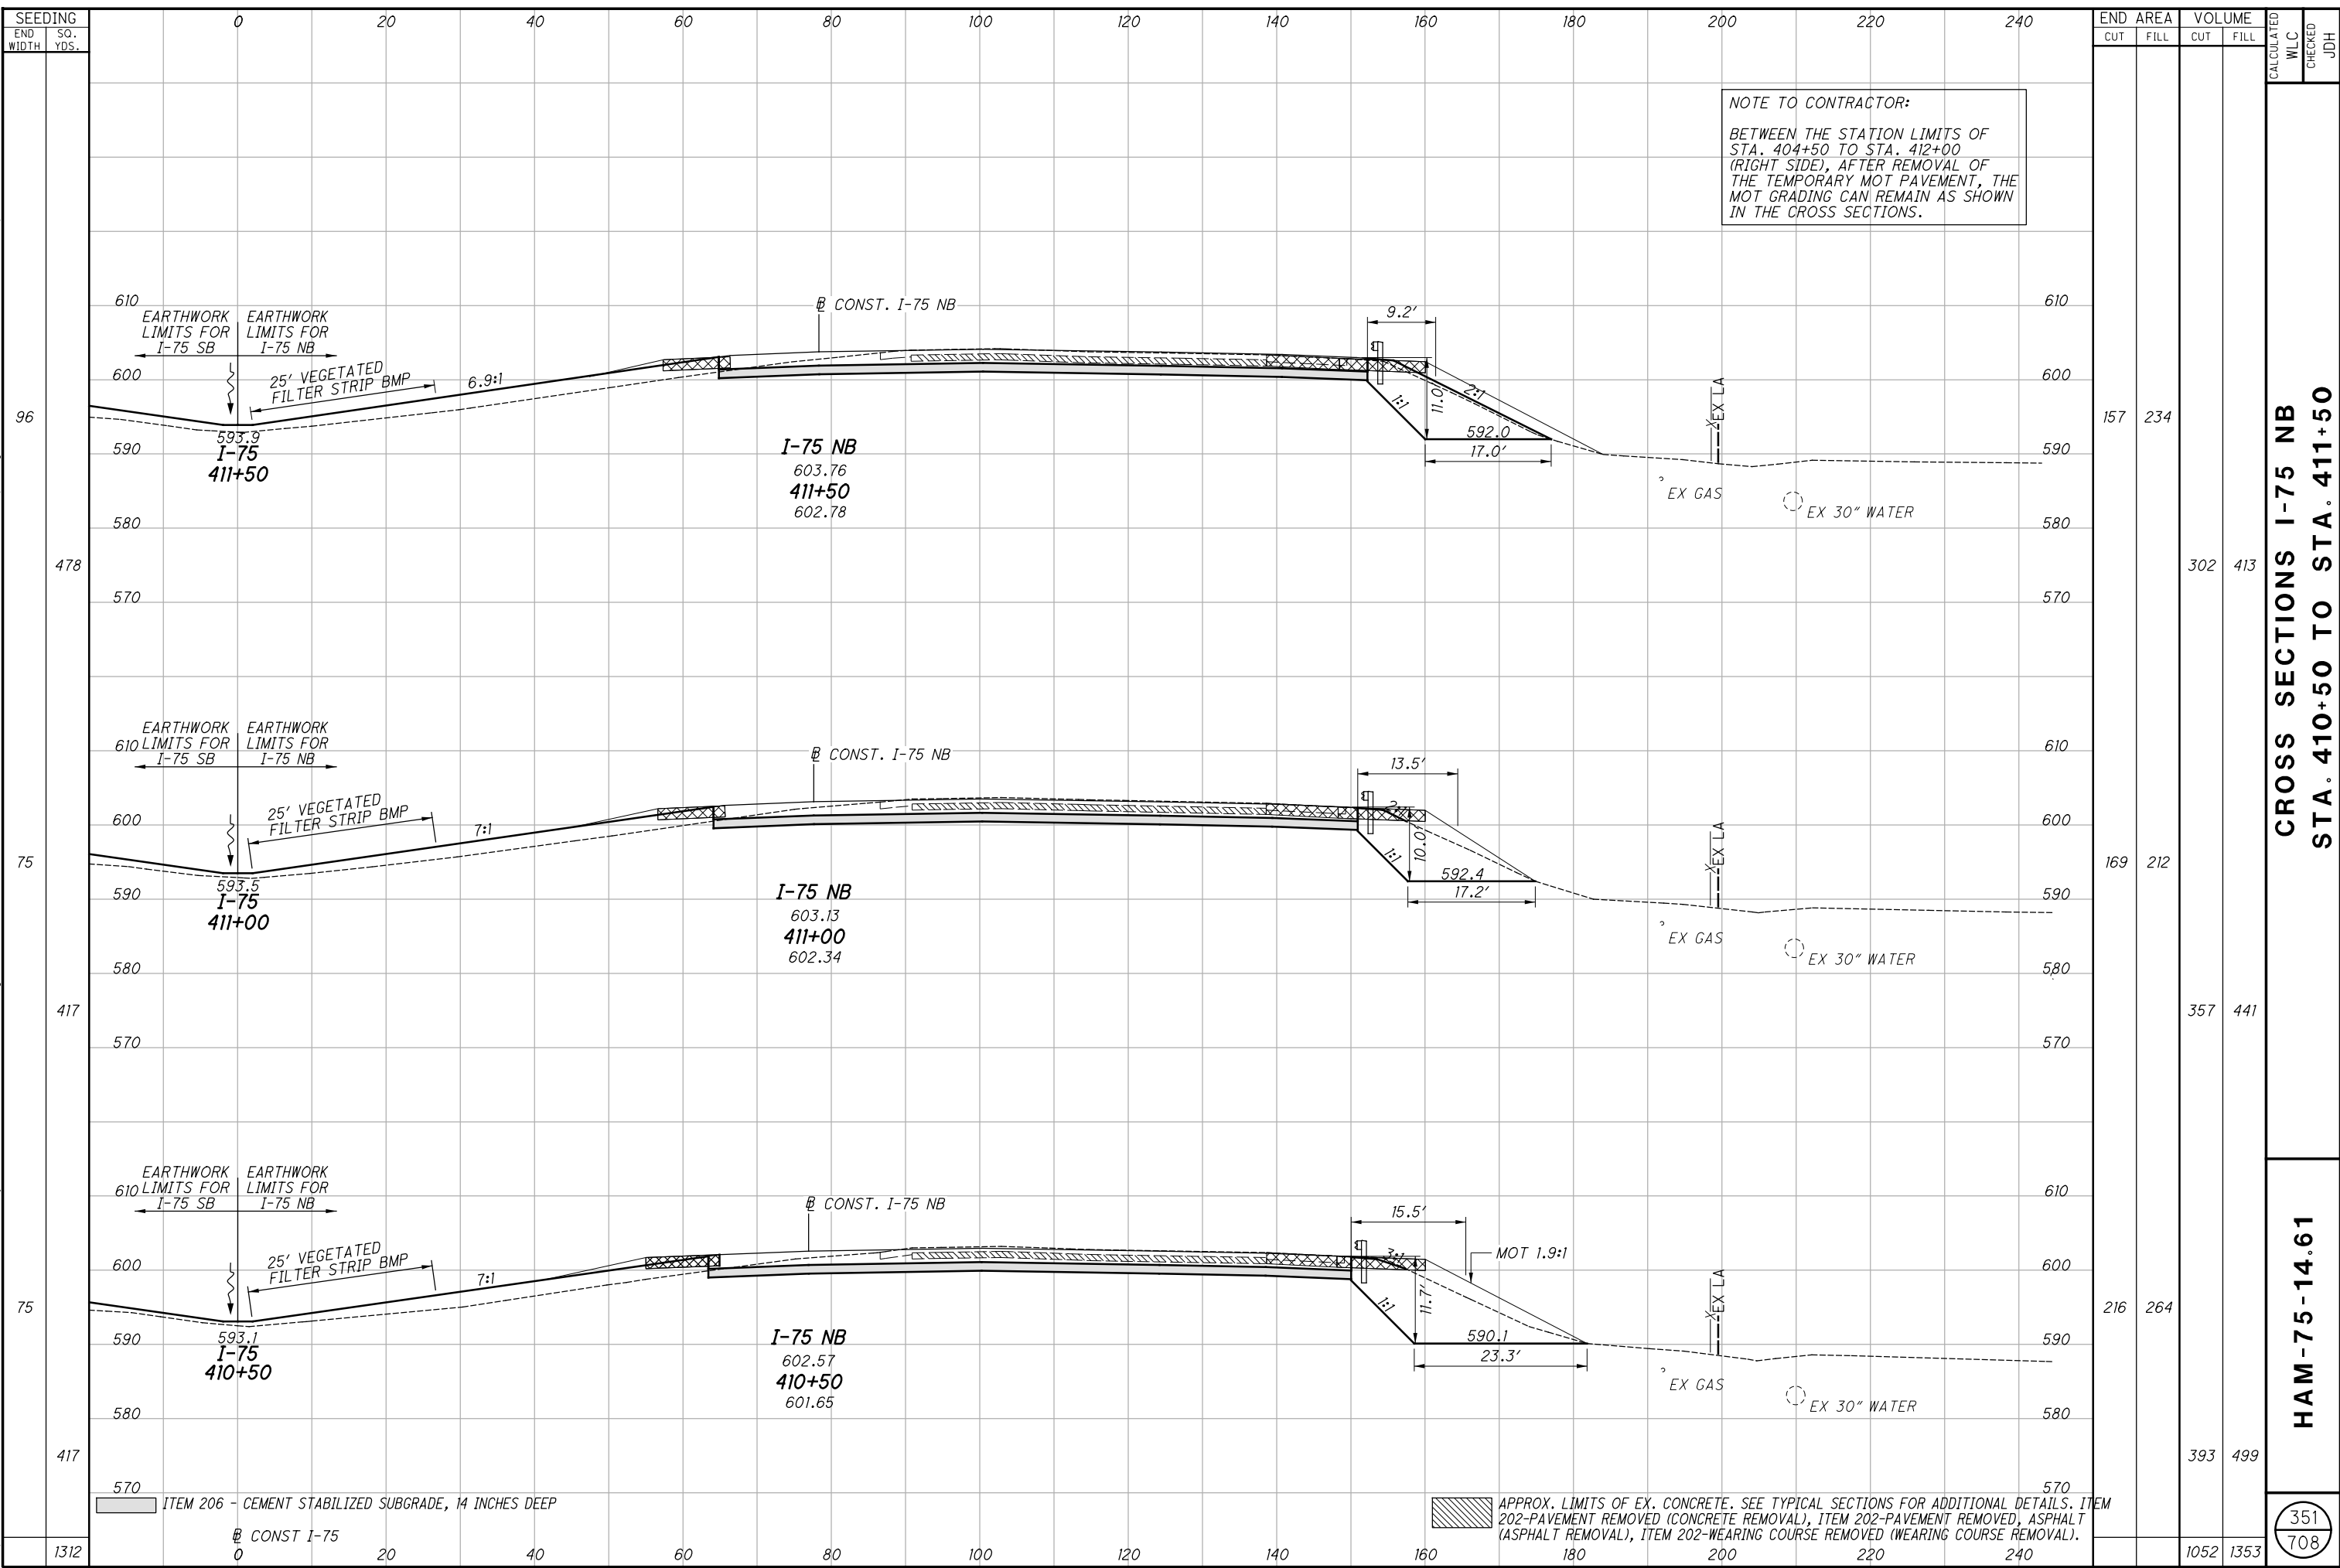 SEEDING
END WIDTH
SQ. YDS.
0 20 40 60 80 100 120 140 160 180 200 220 240
END AREA
VOLUME
CUT FILL CUT FILL
CALCULATED
WLC
CHECKED
JDH
NOTE TO CONTRACTOR:
BETWEEN THE STATION LIMITS OF
STA. 404+50 TO STA. 412+00
(RIGHT SIDE), AFTER REMOVAL OF
THE TEMPORARY MOT PAVEMENT, THE
MOT GRADING CAN REMAIN AS SHOWN
IN THE CROSS SECTIONS.
610
EARTHWORK LIMITS FOR I-75 SB
EARTHWORK LIMITS FOR I-75 NB
℄ CONST. I-75 NB
9.2'
610
600
25' VEGETATED
FILTER STRIP BMP
6.9:1
1:1
11.0'
2:1
EX LA
600
96
593.9
I-75
411+50
590
I-75 NB
603.76
411+50
602.78
592.0
17.0'
590
EX GAS
EX 30" WATER
157 234
580
580
478
302 413
570
570
EARTHWORK LIMITS FOR I-75 SB
EARTHWORK LIMITS FOR I-75 NB
610
℄ CONST. I-75 NB
13.5'
610
600
25' VEGETATED
FILTER STRIP BMP
7:1
1:1
10.0'
EX LA
600
75
593.5
I-75
411+00
590
I-75 NB
603.13
411+00
602.34
592.4
17.2'
590
EX GAS
EX 30" WATER
169 212
580
580
417
357 441
570
570
EARTHWORK LIMITS FOR I-75 SB
EARTHWORK LIMITS FOR I-75 NB
610
℄ CONST. I-75 NB
15.5'
MOT 1.9:1
610
600
25' VEGETATED
FILTER STRIP BMP
7:1
3:1
1:1
11.7'
EX LA
600
75
593.1
I-75
410+50
590
I-75 NB
602.57
410+50
601.65
590.1
23.3'
590
EX GAS
EX 30" WATER
216 264
580
580
417
393 499
570
570
ITEM 206 - CEMENT STABILIZED SUBGRADE, 14 INCHES DEEP
APPROX. LIMITS OF EX. CONCRETE. SEE TYPICAL SECTIONS FOR ADDITIONAL DETAILS. ITEM
202-PAVEMENT REMOVED (CONCRETE REMOVAL), ITEM 202-PAVEMENT REMOVED, ASPHALT
(ASPHALT REMOVAL), ITEM 202-WEARING COURSE REMOVED (WEARING COURSE REMOVAL).
℄ CONST I-75
1312
0 20 40 60 80 100 120 140 160 180 200 220 240
1052 1353
CROSS SECTIONS I-75 NB
STA. 410+50 TO STA. 411+50
HAM-75-14.61
351
708